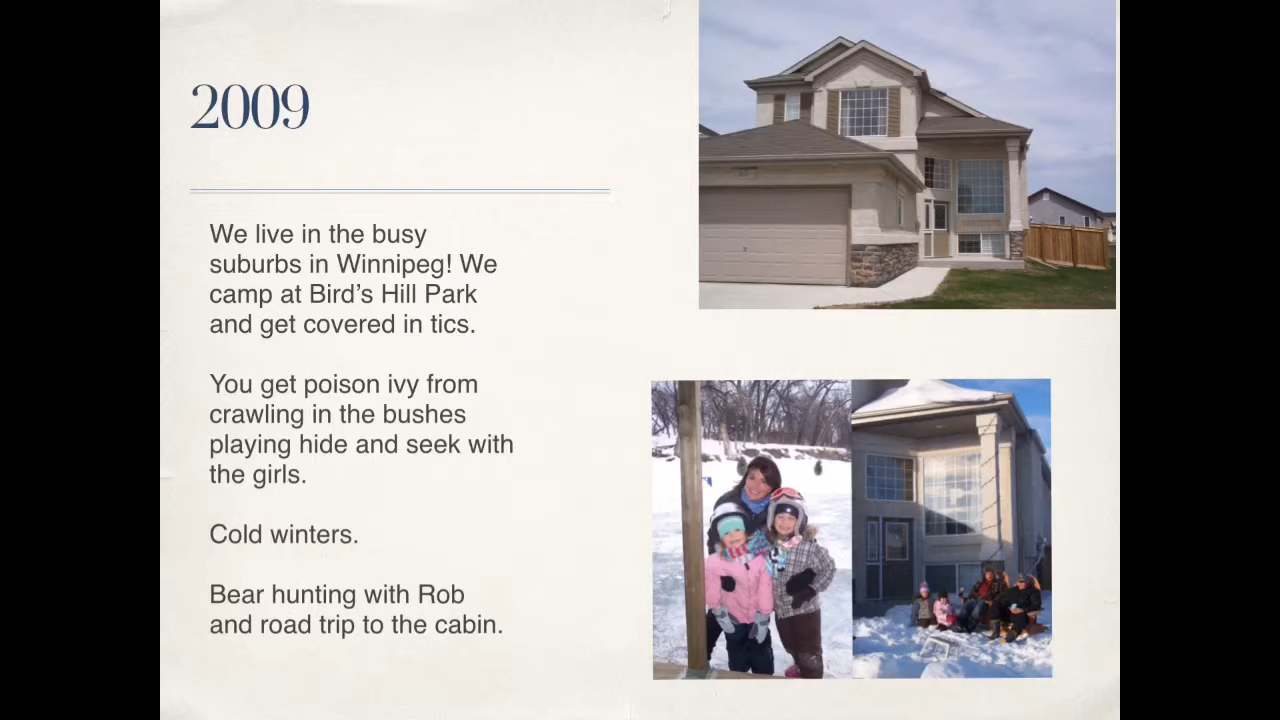 2009
We live in the busy
suburbs in Winnipeg! We
camp at Bird’s Hill Park
and get covered in tics.
You get poison ivy from
crawling in the bushes
playing hide and seek with
the girls.
Cold winters.
Bear hunting with Rob
and road trip to the cabin.